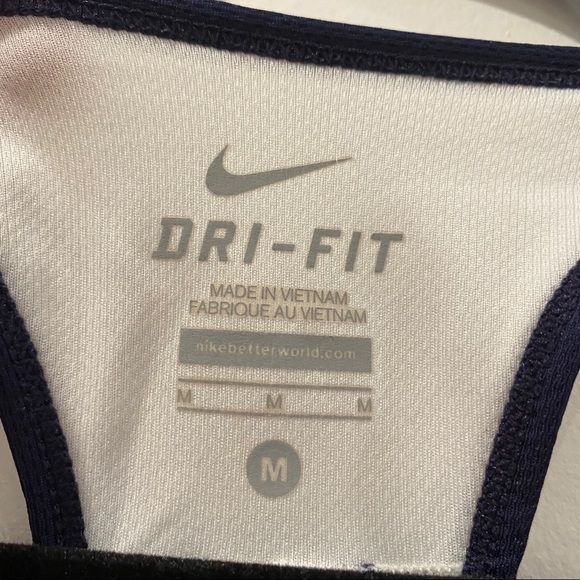 DRI-FIT
MADE IN VIETNAM
FABRIQUE AU VIETNAM
nikebetterworld.com
M M M
M